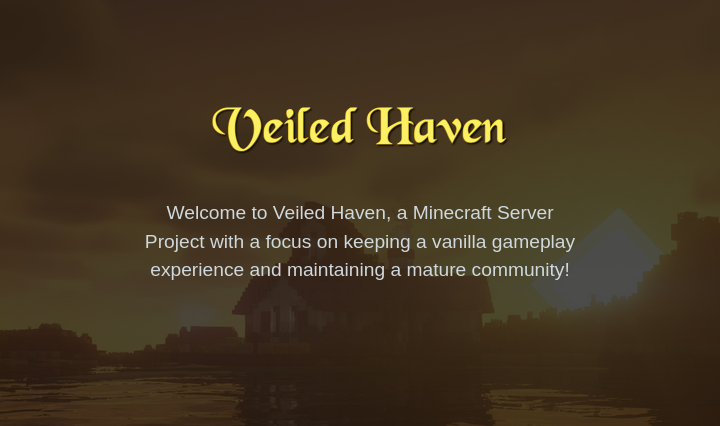 Veiled Haven
Welcome to Veiled Haven, a Minecraft Server
Project with a focus on keeping a vanilla gameplay
experience and maintaining a mature community!